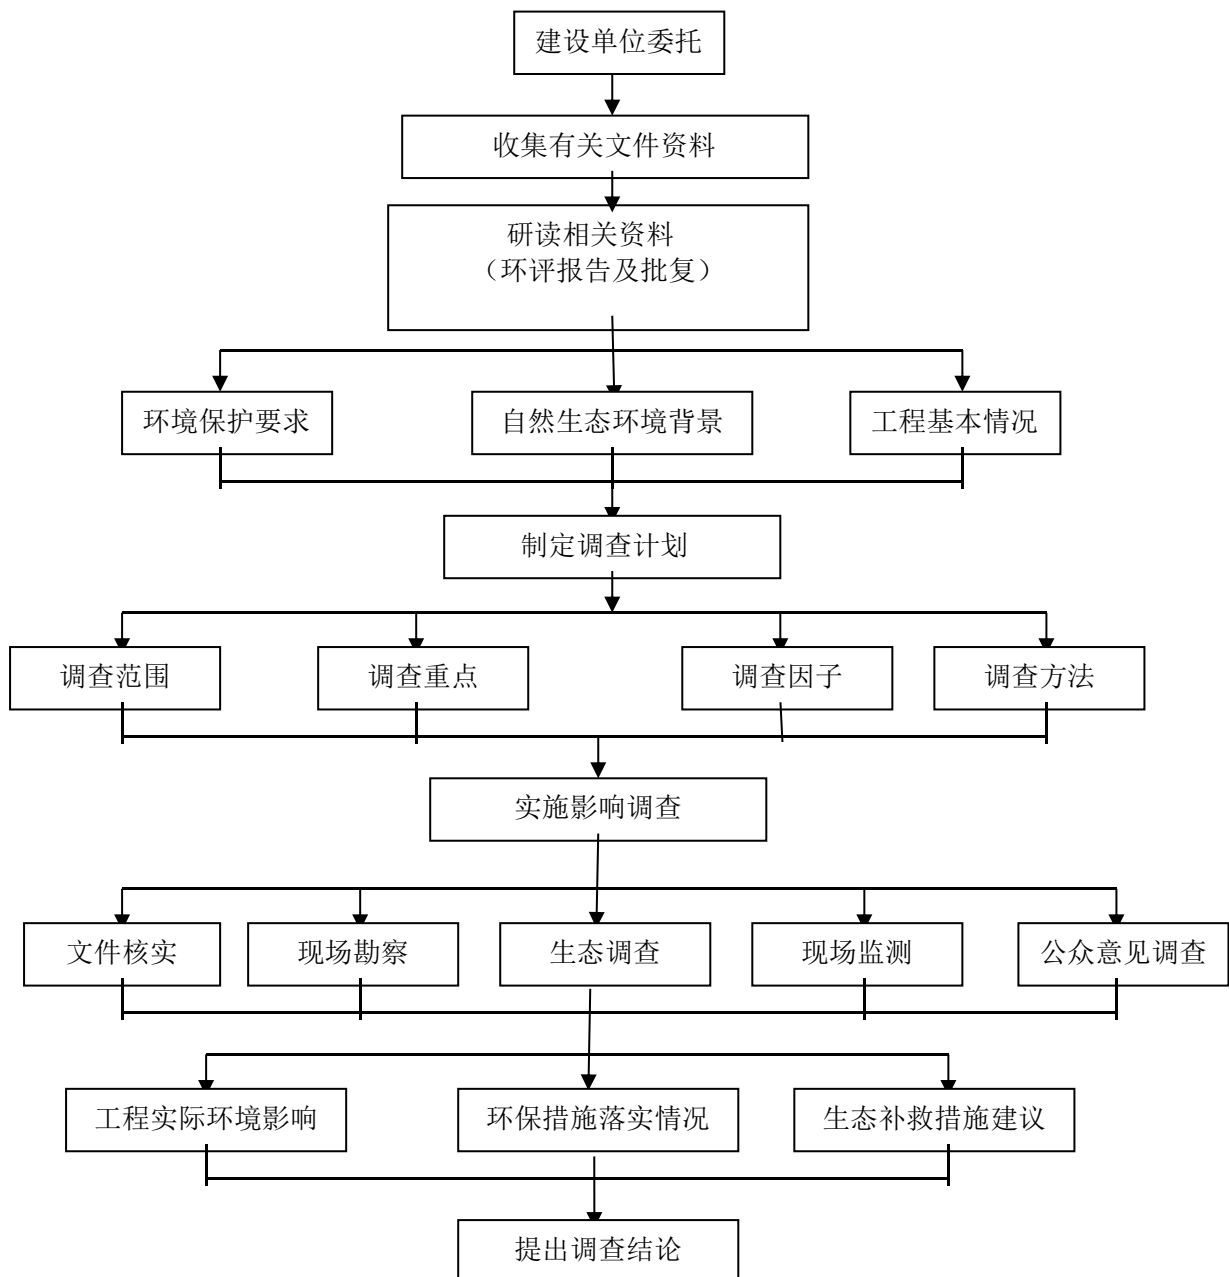 建设单位委托
收集有关文件资料
研读相关资料
（环评报告及批复）
环境保护要求
自然生态环境背景
工程基本情况
制定调查计划
调查范围
调查重点
调查因子
调查方法
实施影响调查
文件核实
现场勘察
生态调查
现场监测
公众意见调查
工程实际环境影响
环保措施落实情况
生态补救措施建议
提出调查结论